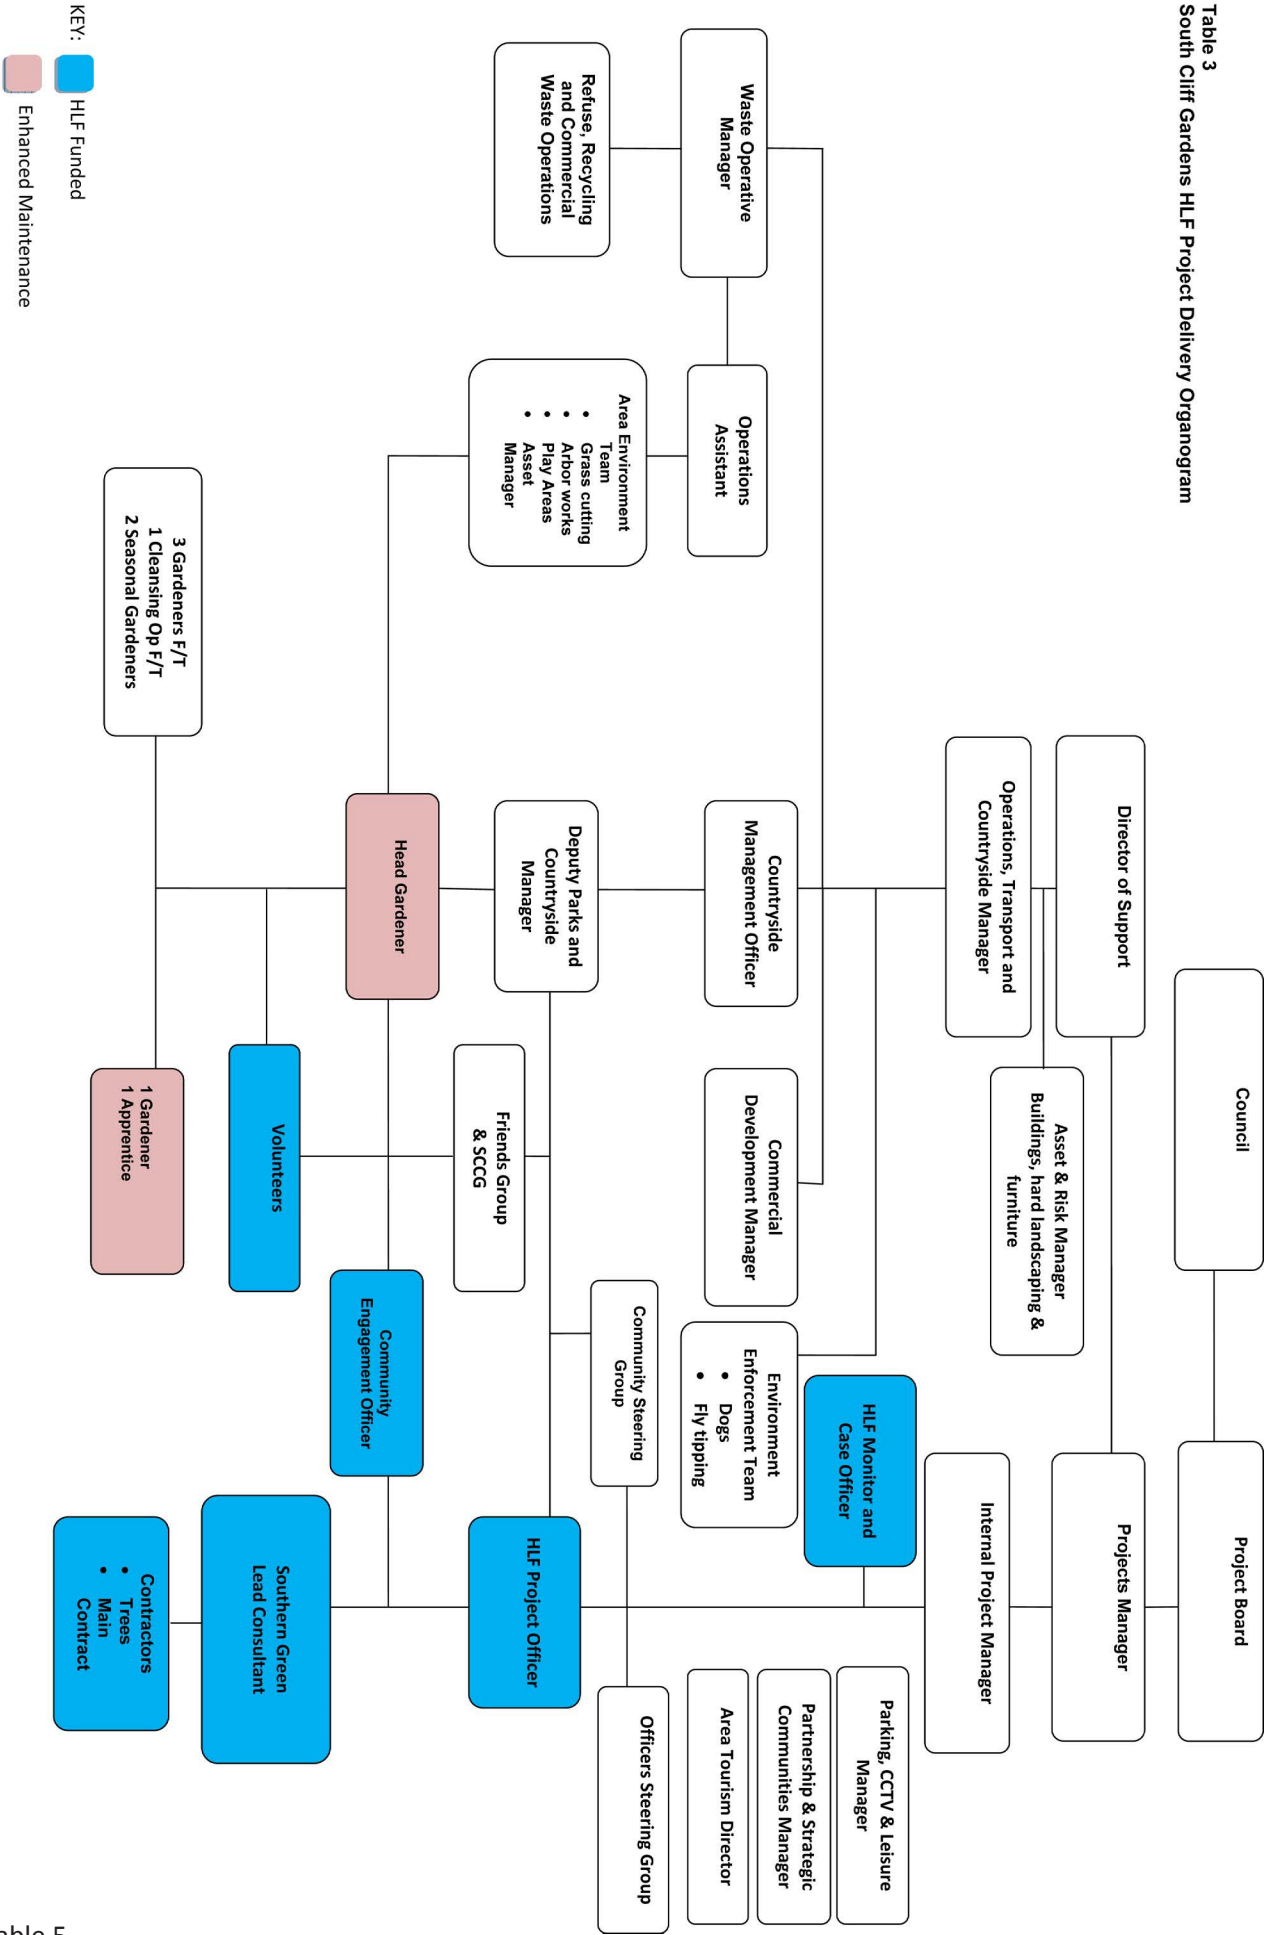 Table 3
South Cliff Gardens HLF Project Delivery Organogram
Council
Project Board
Director of Support
Projects Manager
Operations, Transport and
Countryside Manager
Asset & Risk Manager
Buildings, hard landscaping &
furniture
Internal Project Manager
HLF Monitor and
Case Officer
Parking, CCTV & Leisure
Manager
Waste Operative
Manager
Operations
Assistant
Countryside
Management Officer
Commercial
Development Manager
Environment
Enforcement Team
• Dogs
• Fly tipping
Partnership & Strategic
Communities Manager
Area Tourism Director
Refuse, Recycling
and Commercial
Waste Operations
Area Environment
Team
• Grass cutting
• Arbor works
• Play Areas
• Asset
Manager
Deputy Parks and
Countryside
Manager
Friends Group
& SCCG
Community Steering
Group
Officers Steering Group
HLF Project Officer
Head Gardener
Community
Engagement Officer
Volunteers
Southern Green
Lead Consultant
3 Gardeners F/T
1 Cleansing Op F/T
2 Seasonal Gardeners
1 Gardener
1 Apprentice
Contractors
• Trees
• Main
Contract
KEY:
HLF Funded
Enhanced Maintenance